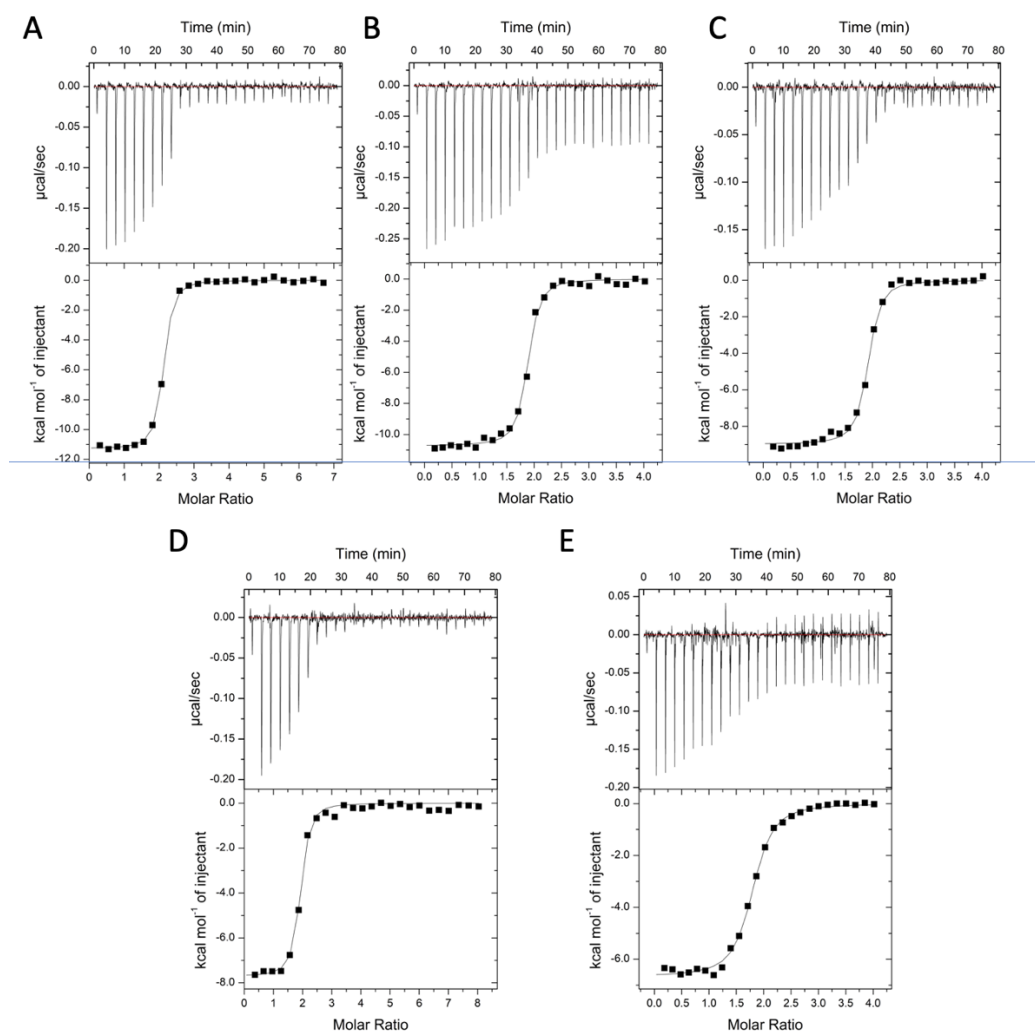 A
Time (min)
0 10 20 30 40 50 60 70 80
0.00
-0.05
-0.10
-0.15
-0.20
µcal/sec
0.0
-2.0
-4.0
-6.0
-8.0
-10.0
-12.0
kcal mol⁻¹ of injectant
0 1 2 3 4 5 6 7
Molar Ratio
B
Time (min)
0 10 20 30 40 50 60 70 80
0.00
-0.05
-0.10
-0.15
-0.20
-0.25
µcal/sec
0.0
-2.0
-4.0
-6.0
-8.0
-10.0
kcal mol⁻¹ of injectant
0.0 0.5 1.0 1.5 2.0 2.5 3.0 3.5 4.0
Molar Ratio
C
Time (min)
0 10 20 30 40 50 60 70 80
0.00
-0.05
-0.10
-0.15
µcal/sec
0.0
-2.0
-4.0
-6.0
-8.0
kcal mol⁻¹ of injectant
0.0 0.5 1.0 1.5 2.0 2.5 3.0 3.5 4.0
Molar Ratio
D
Time (min)
0 10 20 30 40 50 60 70 80
0.00
-0.05
-0.10
-0.15
-0.20
µcal/sec
0.0
-2.0
-4.0
-6.0
-8.0
kcal mol⁻¹ of injectant
0 1 2 3 4 5 6 7 8
Molar Ratio
E
Time (min)
0 10 20 30 40 50 60 70 80
0.05
0.00
-0.05
-0.10
-0.15
-0.20
µcal/sec
0.0
-2.0
-4.0
-6.0
kcal mol⁻¹ of injectant
0.0 0.5 1.0 1.5 2.0 2.5 3.0 3.5 4.0
Molar Ratio